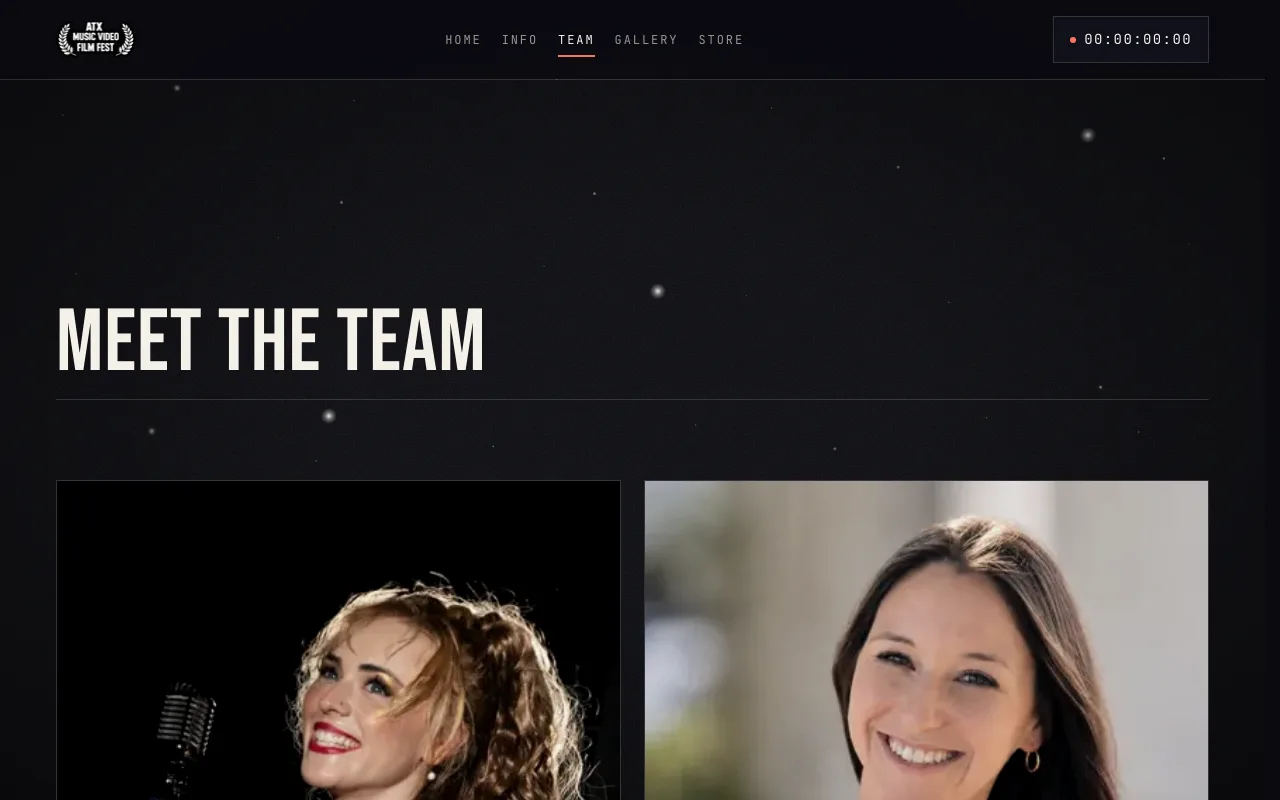 ATX
MUSIC VIDEO
FILM FEST
HOME INFO TEAM GALLERY STORE
00:00:00:00
MEET THE TEAM